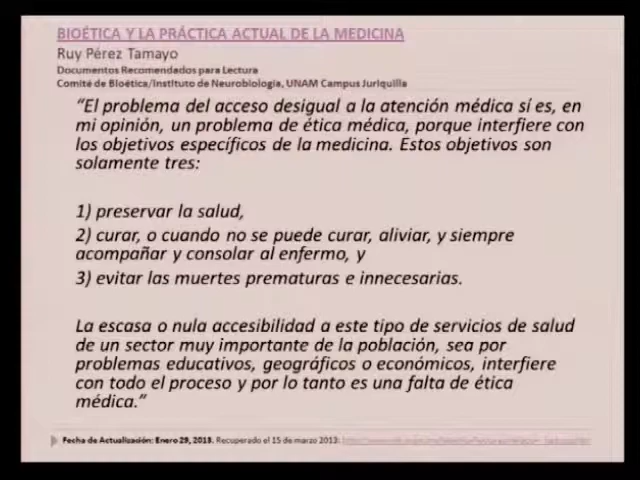 BIOÉTICA Y LA PRÁCTICA ACTUAL DE LA MEDICINA
Ruy Pérez Tamayo
Documentos Recomendados para Lectura
Comité de Bioética/Instituto de Neurobiología, UNAM Campus Juriquilla
"El problema del acceso desigual a la atención médica sí es, en
mi opinión, un problema de ética médica, porque interfiere con
los objetivos específicos de la medicina. Estos objetivos son
solamente tres:
1) preservar la salud,
2) curar, o cuando no se puede curar, aliviar, y siempre
acompañar y consolar al enfermo, y
3) evitar las muertes prematuras e innecesarias.
La escasa o nula accesibilidad a este tipo de servicios de salud
de un sector muy importante de la población, sea por
problemas educativos, geográficos o económicos, interfiere
con todo el proceso y por lo tanto es una falta de ética
médica."
Fecha de Actualización: Enero 29, 2013. Recuperado el 15 de marzo 2013: